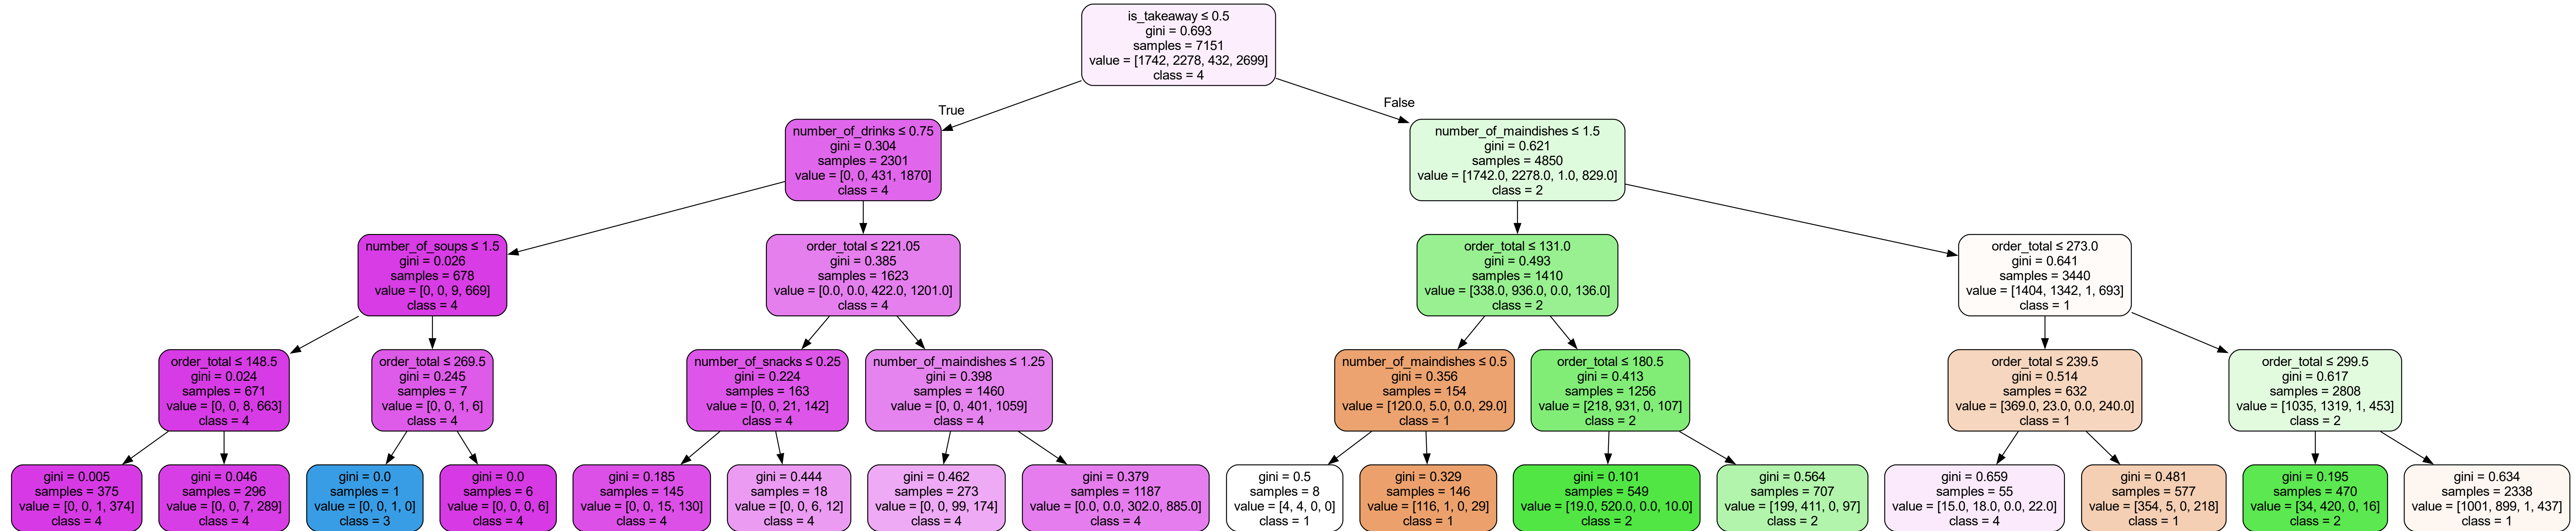 is_takeaway ≤ 0.5
gini = 0.693
samples = 7151
value = [1742, 2278, 432, 2699]
class = 4
True
False
number_of_drinks ≤ 0.75
gini = 0.304
samples = 2301
value = [0, 0, 431, 1870]
class = 4
number_of_maindishes ≤ 1.5
gini = 0.621
samples = 4850
value = [1742.0, 2278.0, 1.0, 829.0]
class = 2
number_of_soups ≤ 1.5
gini = 0.026
samples = 678
value = [0, 0, 9, 669]
class = 4
order_total ≤ 221.05
gini = 0.385
samples = 1623
value = [0.0, 0.0, 422.0, 1201.0]
class = 4
order_total ≤ 131.0
gini = 0.493
samples = 1410
value = [338.0, 936.0, 0.0, 136.0]
class = 2
order_total ≤ 273.0
gini = 0.641
samples = 3440
value = [1404, 1342, 1, 693]
class = 1
order_total ≤ 148.5
gini = 0.024
samples = 671
value = [0, 0, 8, 663]
class = 4
order_total ≤ 269.5
gini = 0.245
samples = 7
value = [0, 0, 1, 6]
class = 4
number_of_snacks ≤ 0.25
gini = 0.224
samples = 163
value = [0, 0, 21, 142]
class = 4
number_of_maindishes ≤ 1.25
gini = 0.398
samples = 1460
value = [0, 0, 401, 1059]
class = 4
number_of_maindishes ≤ 0.5
gini = 0.356
samples = 154
value = [120.0, 5.0, 0.0, 29.0]
class = 1
order_total ≤ 180.5
gini = 0.413
samples = 1256
value = [218, 931, 0, 107]
class = 2
order_total ≤ 239.5
gini = 0.514
samples = 632
value = [369.0, 23.0, 0.0, 240.0]
class = 1
order_total ≤ 299.5
gini = 0.617
samples = 2808
value = [1035, 1319, 1, 453]
class = 2
gini = 0.005
samples = 375
value = [0, 0, 1, 374]
class = 4
gini = 0.046
samples = 296
value = [0, 0, 7, 289]
class = 4
gini = 0.0
samples = 1
value = [0, 0, 1, 0]
class = 3
gini = 0.0
samples = 6
value = [0, 0, 0, 6]
class = 4
gini = 0.185
samples = 145
value = [0, 0, 15, 130]
class = 4
gini = 0.444
samples = 18
value = [0, 0, 6, 12]
class = 4
gini = 0.462
samples = 273
value = [0, 0, 99, 174]
class = 4
gini = 0.379
samples = 1187
value = [0.0, 0.0, 302.0, 885.0]
class = 4
gini = 0.5
samples = 8
value = [4, 4, 0, 0]
class = 1
gini = 0.329
samples = 146
value = [116, 1, 0, 29]
class = 1
gini = 0.101
samples = 549
value = [19.0, 520.0, 0.0, 10.0]
class = 2
gini = 0.564
samples = 707
value = [199, 411, 0, 97]
class = 2
gini = 0.659
samples = 55
value = [15.0, 18.0, 0.0, 22.0]
class = 4
gini = 0.481
samples = 577
value = [354, 5, 0, 218]
class = 1
gini = 0.195
samples = 470
value = [34, 420, 0, 16]
class = 2
gini = 0.634
samples = 2338
value = [1001, 899, 1, 437]
class = 1